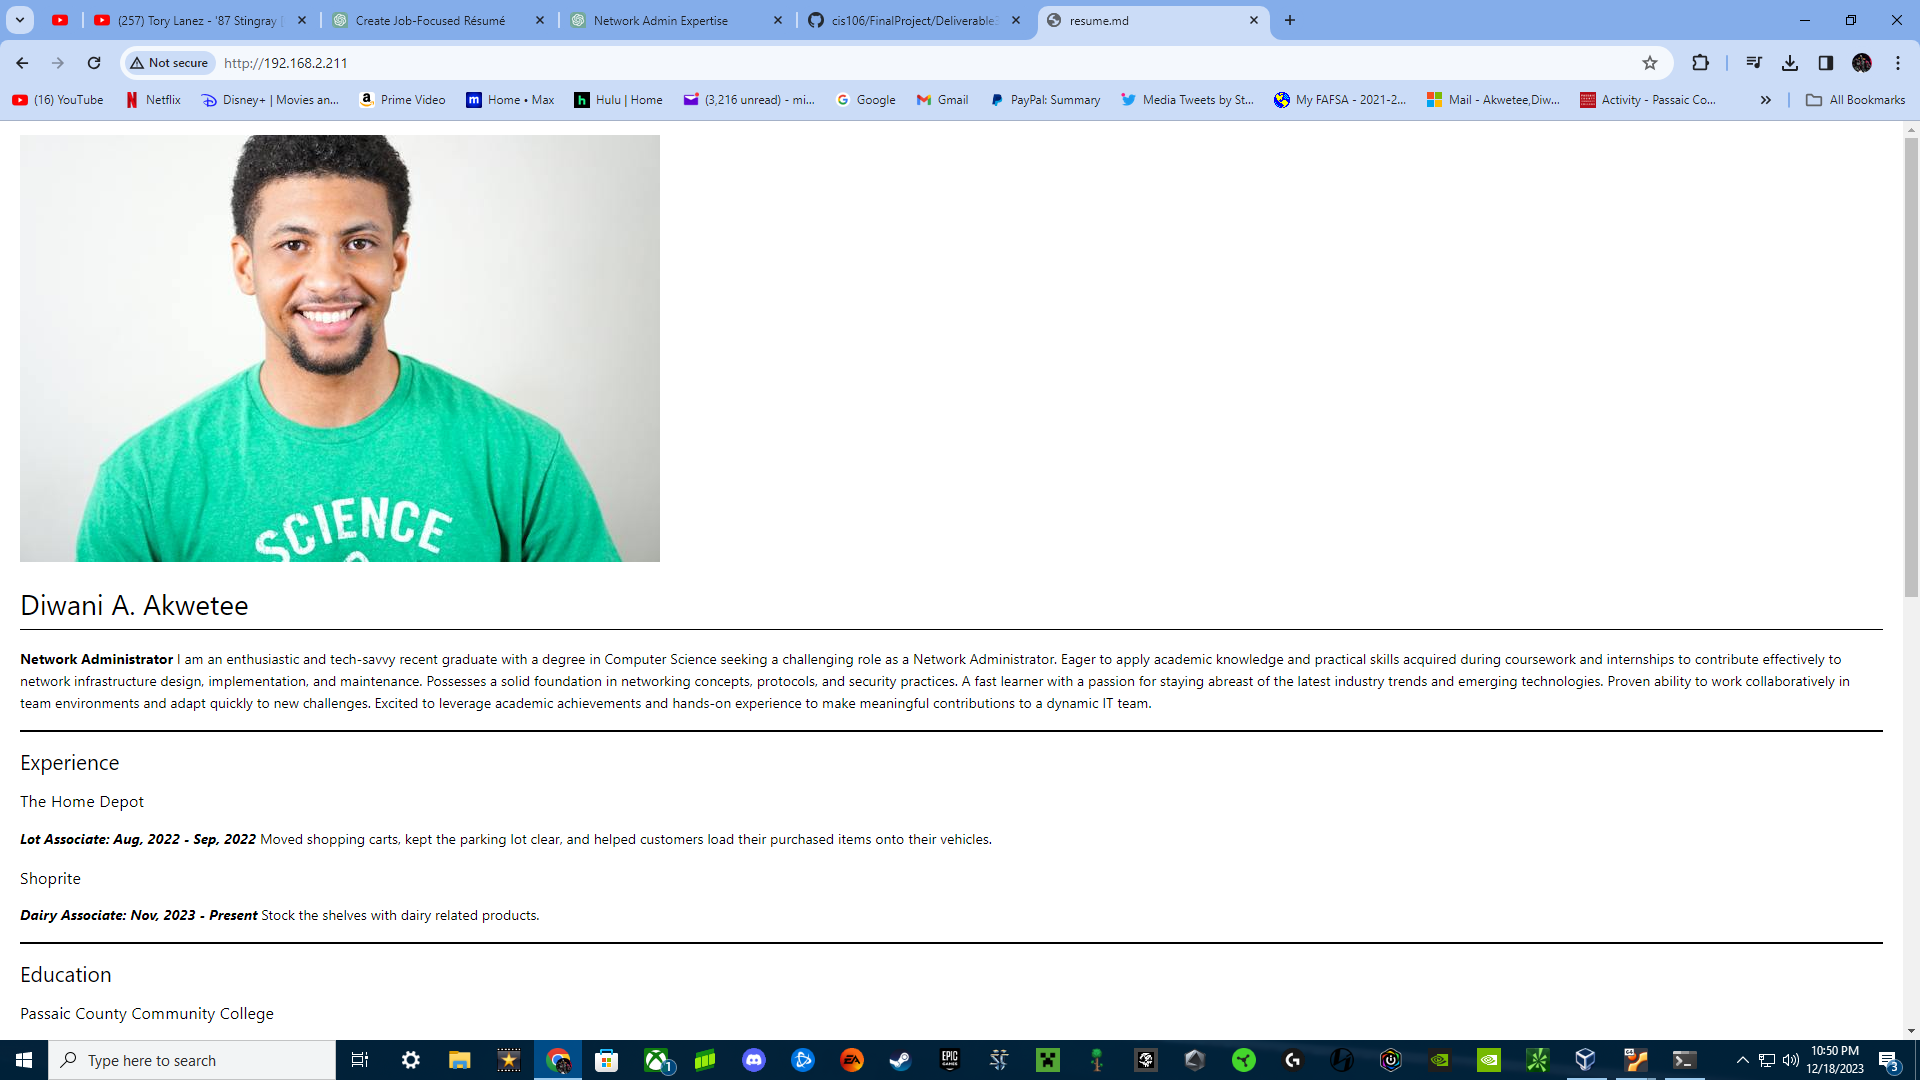 (257) Tory Lanez - '87 Stingray
Create Job-Focused Résumé
Network Admin Expertise
cis106/FinalProject/Deliverable
resume.md
Not secure
http://192.168.2.211
(16) YouTube
Netflix
Disney+ | Movies an...
Prime Video
Home • Max
Hulu | Home
(3,216 unread) - mi...
Google
Gmail
PayPal: Summary
Media Tweets by St...
My FAFSA - 2021-2...
Mail - Akwetee,Diw...
Activity - Passaic Co...
All Bookmarks
SCIENCE
Diwani A. Akwetee
Network Administrator I am an enthusiastic and tech-savvy recent graduate with a degree in Computer Science seeking a challenging role as a Network Administrator. Eager to apply academic knowledge and practical skills acquired during coursework and internships to contribute effectively to
network infrastructure design, implementation, and maintenance. Possesses a solid foundation in networking concepts, protocols, and security practices. A fast learner with a passion for staying abreast of the latest industry trends and emerging technologies. Proven ability to work collaboratively in
team environments and adapt quickly to new challenges. Excited to leverage academic achievements and hands-on experience to make meaningful contributions to a dynamic IT team.
Experience
The Home Depot
Lot Associate: Aug, 2022 - Sep, 2022 Moved shopping carts, kept the parking lot clear, and helped customers load their purchased items onto their vehicles.
Shoprite
Dairy Associate: Nov, 2023 - Present Stock the shelves with dairy related products.
Education
Passaic County Community College
Type here to search
1
EA
EPIC GAMES
10:50 PM
12/18/2023
3